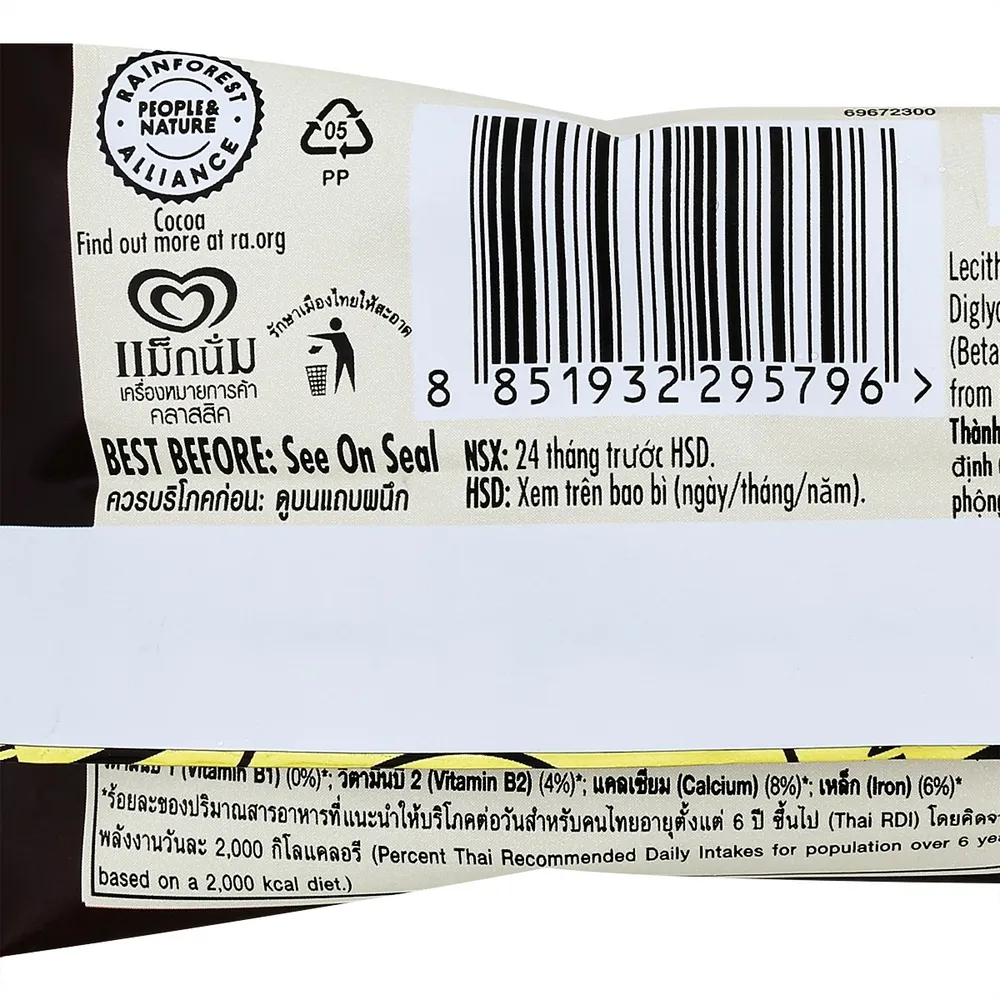 RAINFOREST ALLIANCE
PEOPLE &
NATURE
Cocoa
Find out more at ra.org
05
PP
69672300
แม็กนั่ม
เครื่องหมายการค้า
คลาสสิค
รักษาเมืองไทยให้สะอาด
8 851932 295796 >
BEST BEFORE: See On Seal
ควรบริโภคก่อน: ดูบนแถบผนึก
NSX: 24 tháng trước HSD.
HSD: Xem trên bao bì (ngày/tháng/năm).
(Beta
from
định
1 (Vitamin B1) (0%)*; วิตามินบี 2 (Vitamin B2) (4%)*; แคลเซียม (Calcium) (8%)*; เหล็ก (Iron) (6%)*
*ร้อยละของปริมาณสารอาหารที่แนะนำให้บริโภคต่อวันสำหรับคนไทยอายุตั้งแต่ 6 ปี ขึ้นไป (Thai RDI) โดยคิดจา
พลังงานวันละ 2,000 กิโลแคลอรี (Percent Thai Recommended Daily Intakes for population over 6
based on a 2,000 kcal diet.)